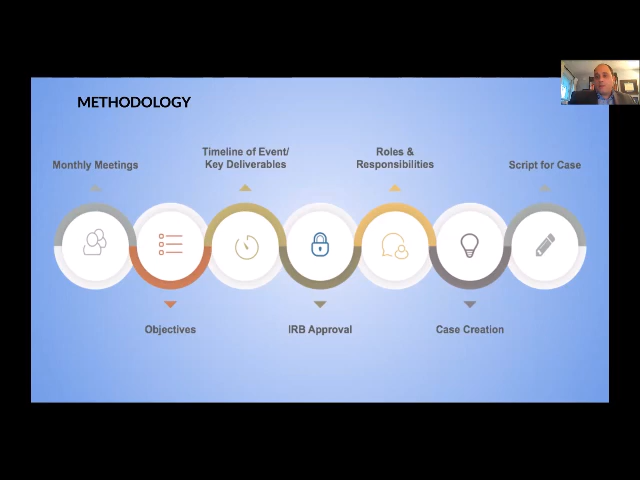 METHODOLOGY
Monthly Meetings
Timeline of Event/
Key Deliverables
Roles &
Responsibilities
Script for Case
Objectives
IRB Approval
Case Creation